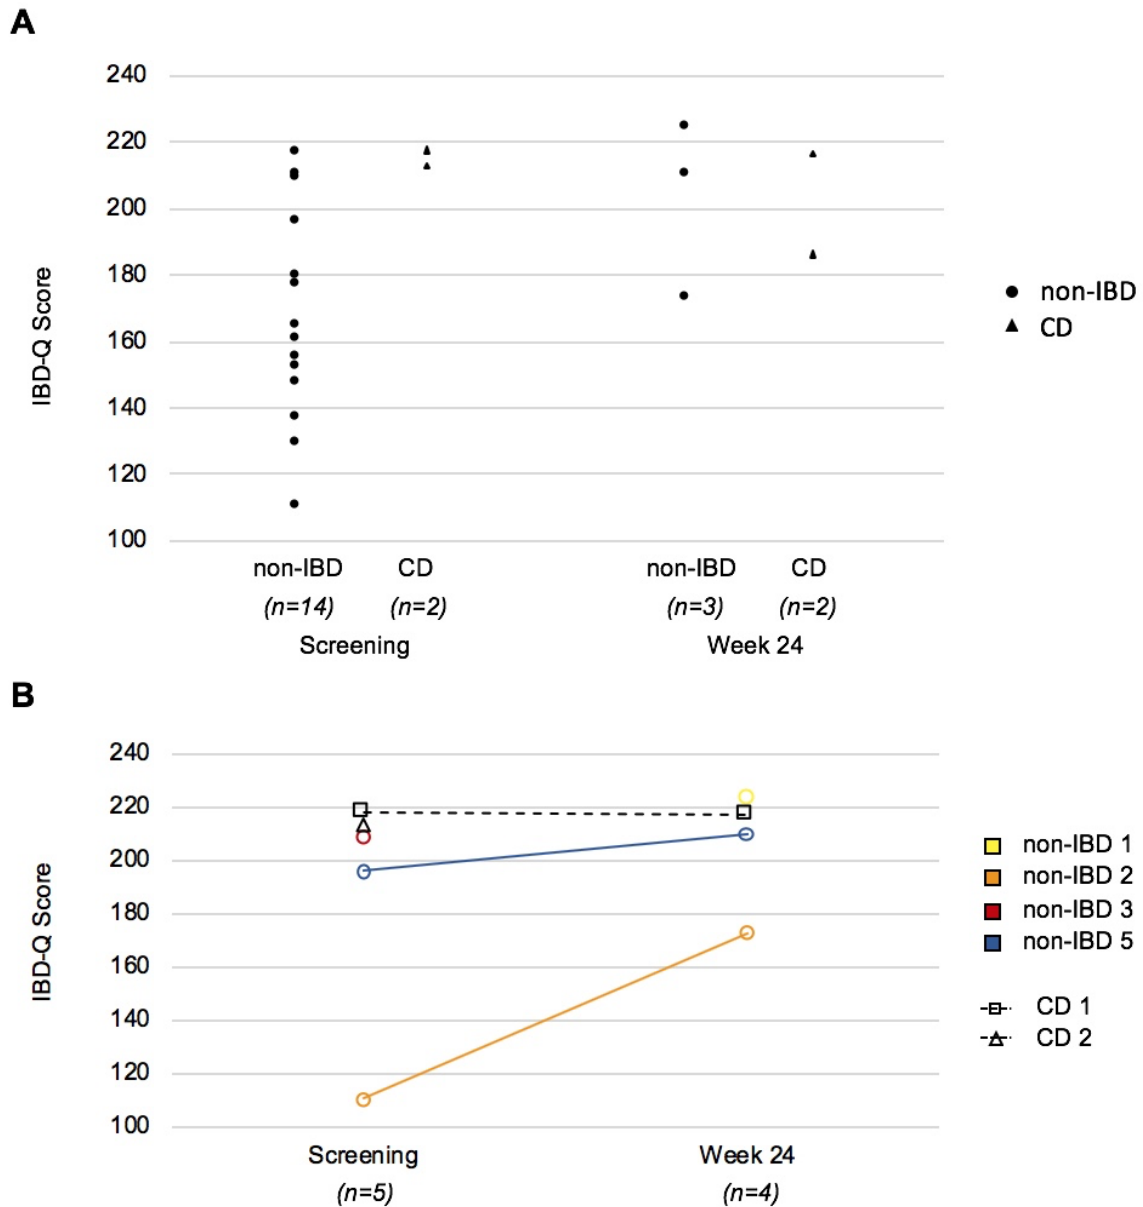 A
240
220
200
180
160
140
120
100
IBD-Q Score
non-IBD CD non-IBD CD
(n=14) (n=2) (n=3) (n=2)
Screening Week 24
non-IBD
CD
B
240
220
200
180
160
140
120
100
IBD-Q Score
Screening Week 24
(n=5) (n=4)
non-IBD 1
non-IBD 2
non-IBD 3
non-IBD 5
CD 1
CD 2